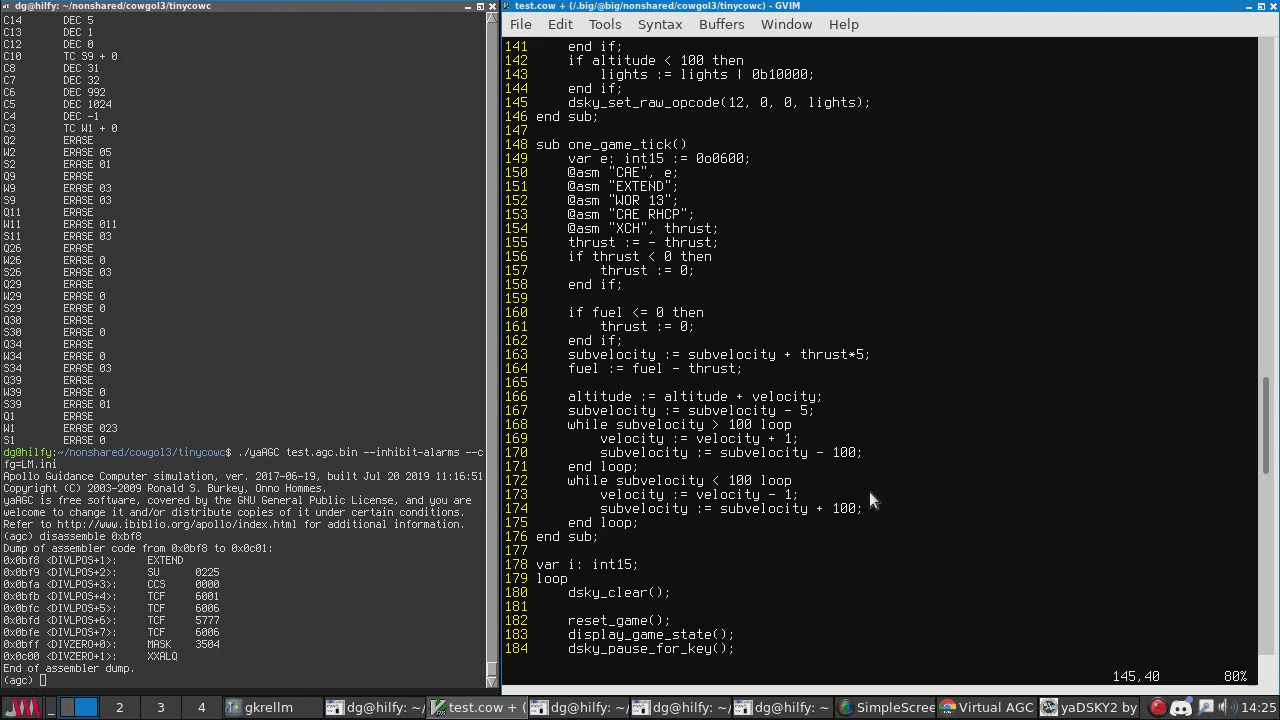 dg@hilfy: ~/nonshared/cowgol3/tinycowc
C14 DEC 5
C13 DEC 1
C12 DEC 0
C10 TC S9 + 0
C8 DEC 31
C7 DEC 32
C6 DEC 992
C5 DEC 1024
C4 DEC -1
C3 TC W1 + 0
Q2 ERASE
W2 ERASE 05
S2 ERASE 01
Q9 ERASE
W9 ERASE 03
S9 ERASE 03
Q11 ERASE
W11 ERASE 011
S11 ERASE 03
Q26 ERASE
W26 ERASE 0
S26 ERASE 03
Q29 ERASE
W29 ERASE 0
S29 ERASE 0
Q30 ERASE
S30 ERASE 0
Q34 ERASE
W34 ERASE 0
S34 ERASE 03
Q39 ERASE
W39 ERASE 0
S39 ERASE 01
Q1 ERASE
W1 ERASE 023
S1 ERASE 0
dg@hilfy:~/nonshared/cowgol3/tinycowc$ ./yaAGC test.agc.bin --inhibit-alarms --c
fg=LM.ini
Apollo Guidance Computer simulation, ver. 2017-06-19, built Jul 20 2019 11:16:51
Copyright (C) 2003-2009 Ronald S. Burkey, Onno Hommes.
yaAGC is free software, covered by the GNU General Public License, and you are
welcome to change it and/or distribute copies of it under certain conditions.
Refer to http://www.ibiblio.org/apollo/index.html for additional information.
(agc) disassemble 0xbf8
Dump of assembler code from 0x0bf8 to 0x0c01:
0x0bf8 <DIVLPOS+1>: EXTEND
0x0bf9 <DIVLPOS+2>: SU 0225
0x0bfa <DIVLPOS+3>: CCS 0000
0x0bfb <DIVLPOS+4>: TCF 6001
0x0bfc <DIVLPOS+5>: TCF 6006
0x0bfd <DIVLPOS+6>: TCF 5777
0x0bfe <DIVLPOS+7>: TCF 6006
0x0bff <DIVZERO+0>: MASK 3504
0x0c00 <DIVZERO+1>: XXALQ
End of assembler dump.
(agc)
test.cow + (/.big/@big/nonshared/cowgol3/tinycowc) - GVIM
File Edit Tools Syntax Buffers Window Help
141 end if;
142 if altitude < 100 then
143 lights := lights | 0b10000;
144 end if;
145 dsky_set_raw_opcode(12, 0, 0, lights);
146 end sub;
147
148 sub one_game_tick()
149 var e: int15 := 0o0600;
150 @asm "CAE", e;
151 @asm "EXTEND";
152 @asm "WOR 13";
153 @asm "CAE RHCP";
154 @asm "XCH", thrust;
155 thrust := - thrust;
156 if thrust < 0 then
157 thrust := 0;
158 end if;
159
160 if fuel <= 0 then
161 thrust := 0;
162 end if;
163 subvelocity := subvelocity + thrust*5;
164 fuel := fuel - thrust;
165
166 altitude := altitude + velocity;
167 subvelocity := subvelocity - 5;
168 while subvelocity > 100 loop
169 velocity := velocity + 1;
170 subvelocity := subvelocity - 100;
171 end loop;
172 while subvelocity < 100 loop
173 velocity := velocity - 1;
174 subvelocity := subvelocity + 100;
175 end loop;
176 end sub;
177
178 var i: int15;
179 loop
180 dsky_clear();
181
182 reset_game();
183 display_game_state();
184 dsky_pause_for_key();
145,40 80%
2 3 4 gkrellm dg@hilfy: ~/ test.cow + ( dg@hilfy: ~/ dg@hilfy: ~/ dg@hilfy: ~/ SimpleScree Virtual AGC yaDSKY2 by 14:25